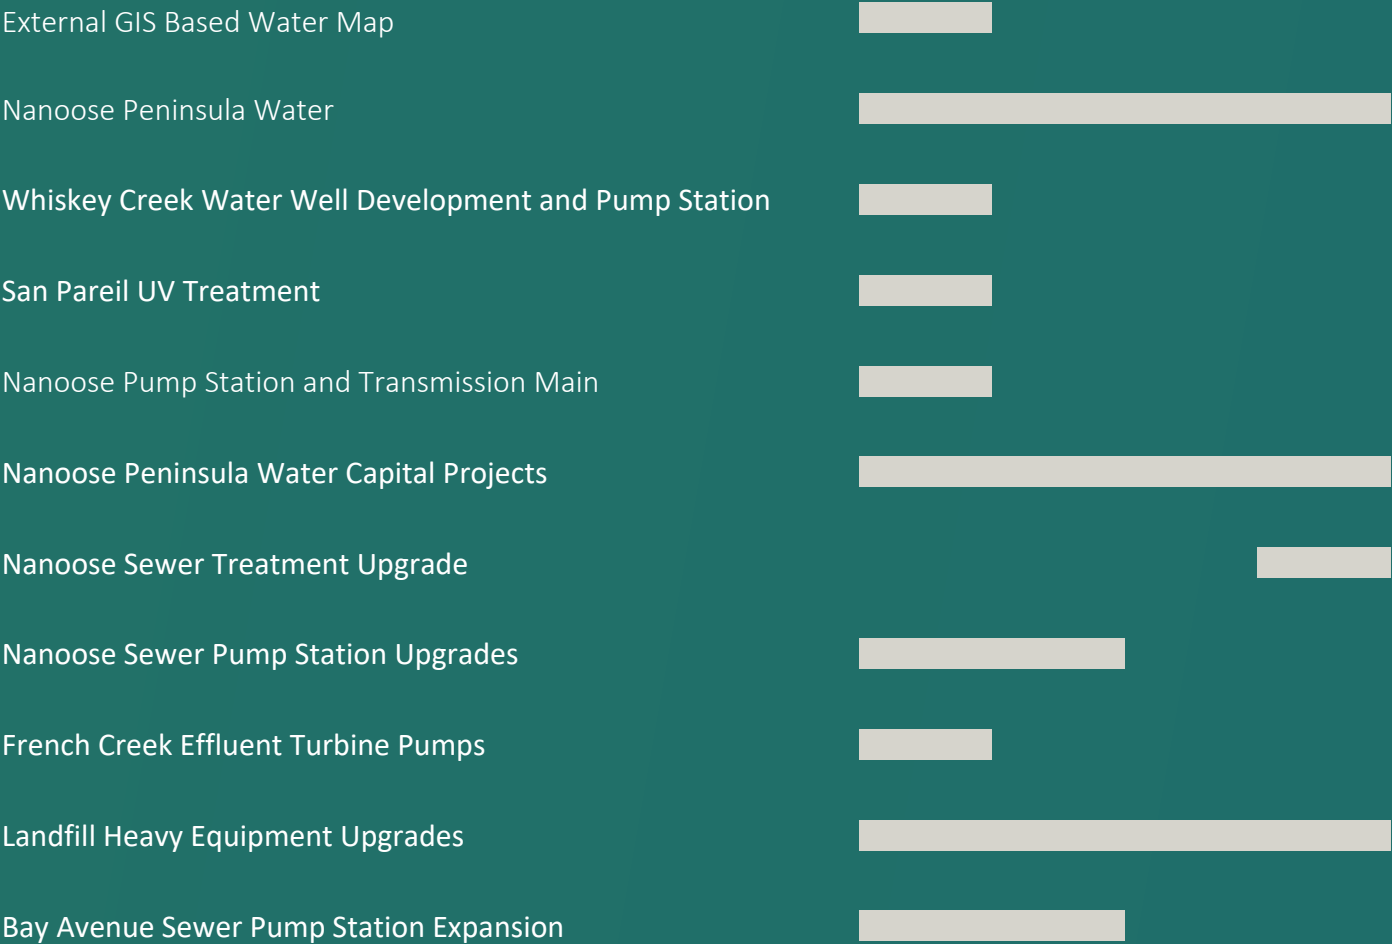 External GIS Based Water Map
Nanoose Peninsula Water
Whiskey Creek Water Well Development and Pump Station
San Pareil UV Treatment
Nanoose Pump Station and Transmission Main
Nanoose Peninsula Water Capital Projects
Nanoose Sewer Treatment Upgrade
Nanoose Sewer Pump Station Upgrades
French Creek Effluent Turbine Pumps
Landfill Heavy Equipment Upgrades
Bay Avenue Sewer Pump Station Expansion